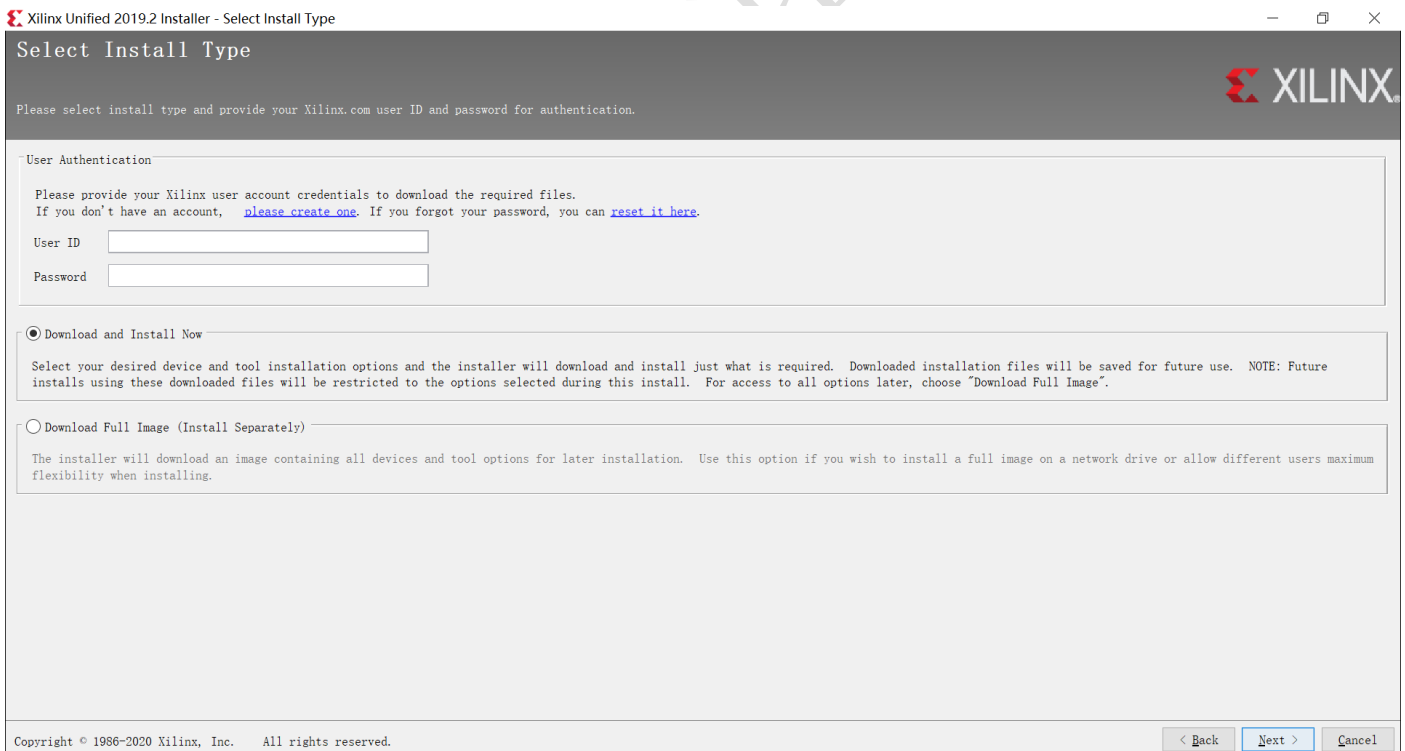 Xilinx Unified 2019.2 Installer - Select Install Type
Select Install Type
XILINX.
Please select install type and provide your Xilinx.com user ID and password for authentication.
User Authentication
Please provide your Xilinx user account credentials to download the required files.
If you don't have an account, please create one. If you forgot your password, you can reset it here.
User ID
Password
Download and Install Now
Select your desired device and tool installation options and the installer will download and install just what is required. Downloaded installation files will be saved for future use. NOTE: Future
installs using these downloaded files will be restricted to the options selected during this install. For access to all options later, choose "Download Full Image".
Download Full Image (Install Separately)
The installer will download an image containing all devices and tool options for later installation. Use this option if you wish to install a full image on a network drive or allow different users maximum
flexibility when installing.
Copyright © 1986-2020 Xilinx, Inc. All rights reserved.
< Back Next > Cancel